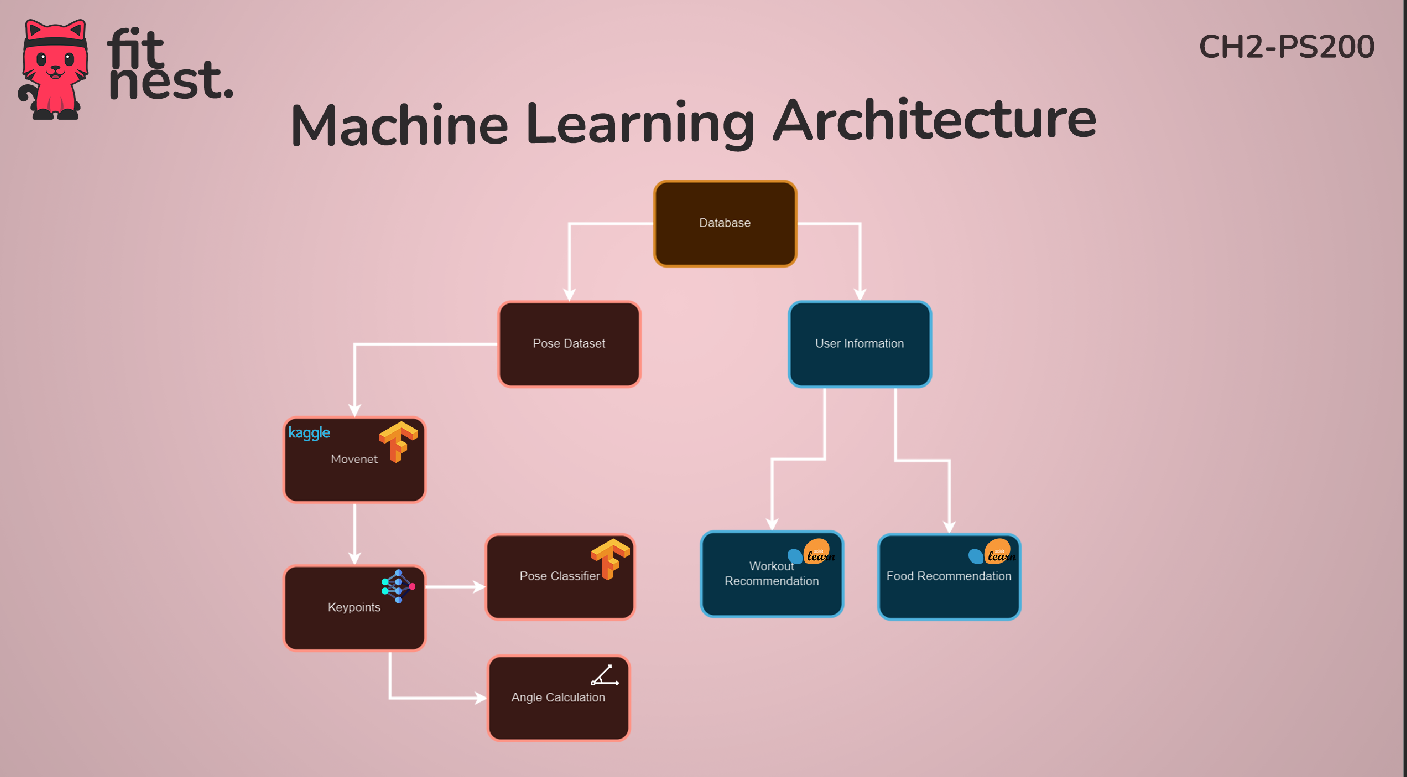 fit
nest.
CH2-PS200
Machine Learning Architecture
Database
Pose Dataset
User Information
kaggle
Movenet
Keypoints
Pose Classifier
Angle Calculation
learn
Workout
Recommendation
learn
Food Recommendation